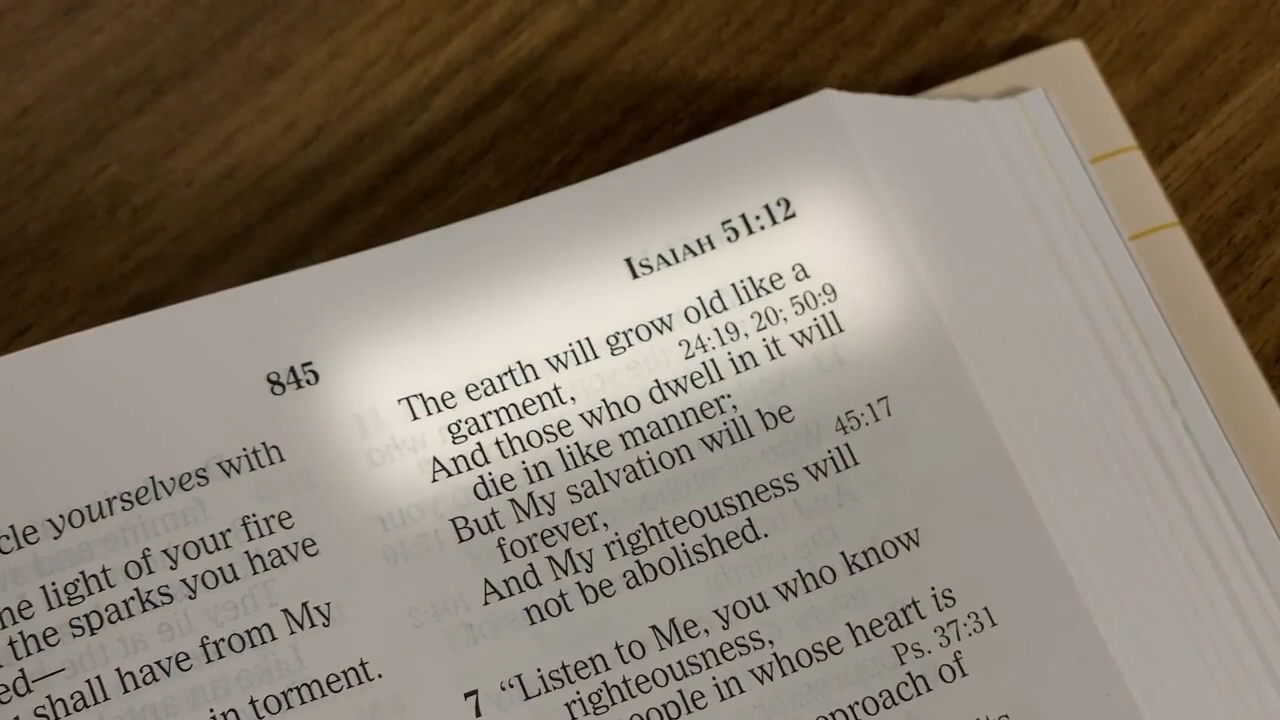 845
cle yourselves with
light of your fire
the sparks you have
ed—
shall have from My
in torment.
ISAIAH 51:12
The earth will grow old like a
garment, 24:19, 20; 50:9
And those who dwell in it will
die in like manner;
But My salvation will be
forever, 45:17
And My righteousness will
not be abolished.
7 “Listen to Me, you who know
righteousness,
people in whose heart is
Ps. 37:31
of